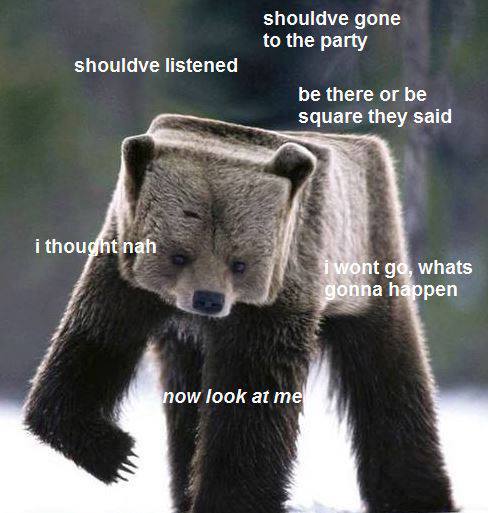 shouldve gone
to the party
shouldve listened
be there or be
square they said
i thought nah
i wont go, whats
gonna happen
now look at me